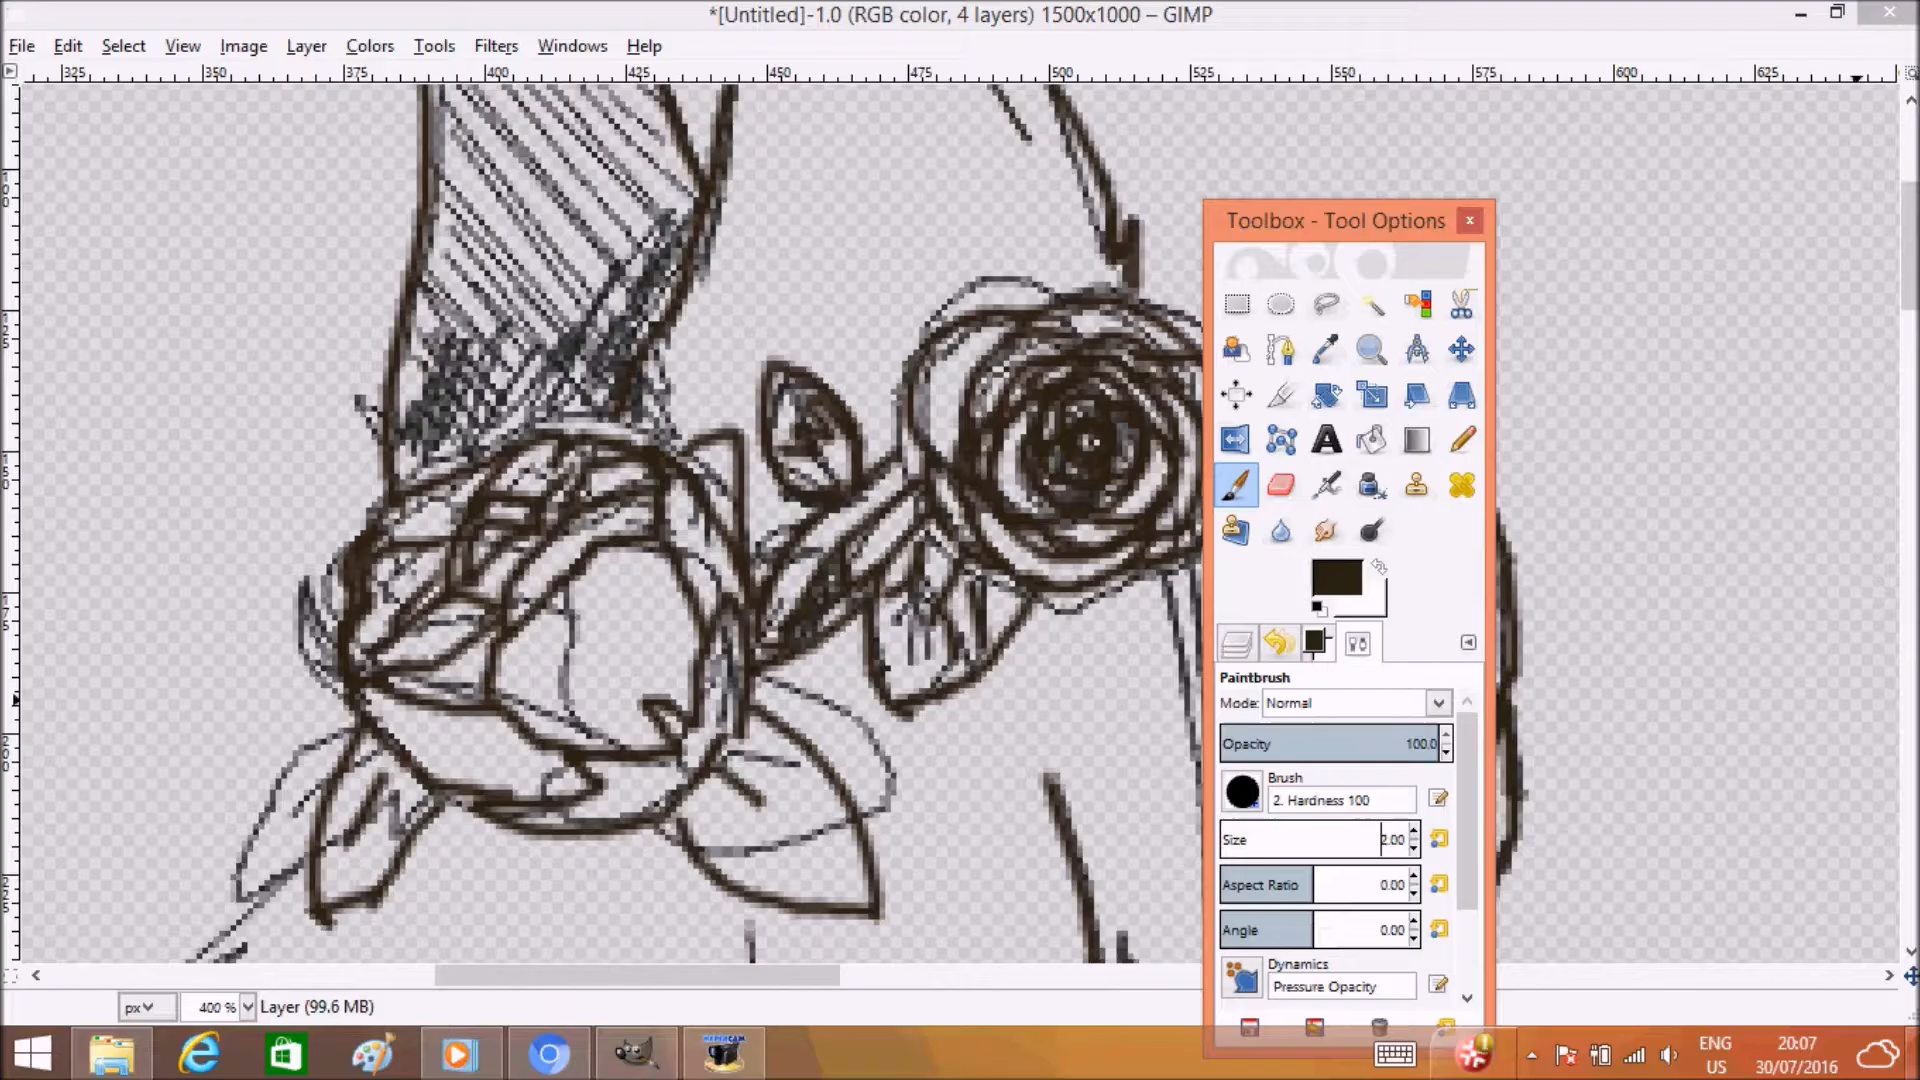 *[Untitled]-1.0 (RGB color, 4 layers) 1500x1000 – GIMP
File Edit Select View Image Layer Colors Tools Filters Windows Help
325 350 375 400 425 450 475 500 525 550 575 600 625
Toolbox - Tool Options
Paintbrush
Mode: Normal
Opacity 100.0
Brush
2. Hardness 100
Size 2.00
Aspect Ratio 0.00
Angle 0.00
Dynamics
Pressure Opacity
px 400 % Layer (99.6 MB)
HYPERCAM
ENG
US
20:07
30/07/2016